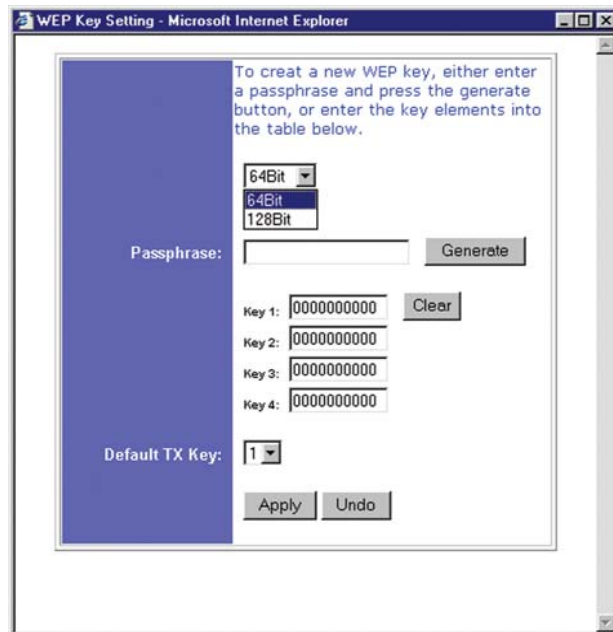 WEP Key Setting - Microsoft Internet Explorer
To creat a new WEP key, either enter
a passphrase and press the generate
button, or enter the key elements into
the table below.
64Bit
64Bit
128Bit
Passphrase: Generate
Key 1: 0000000000 Clear
Key 2: 0000000000
Key 3: 0000000000
Key 4: 0000000000
Default TX Key: 1
Apply Undo